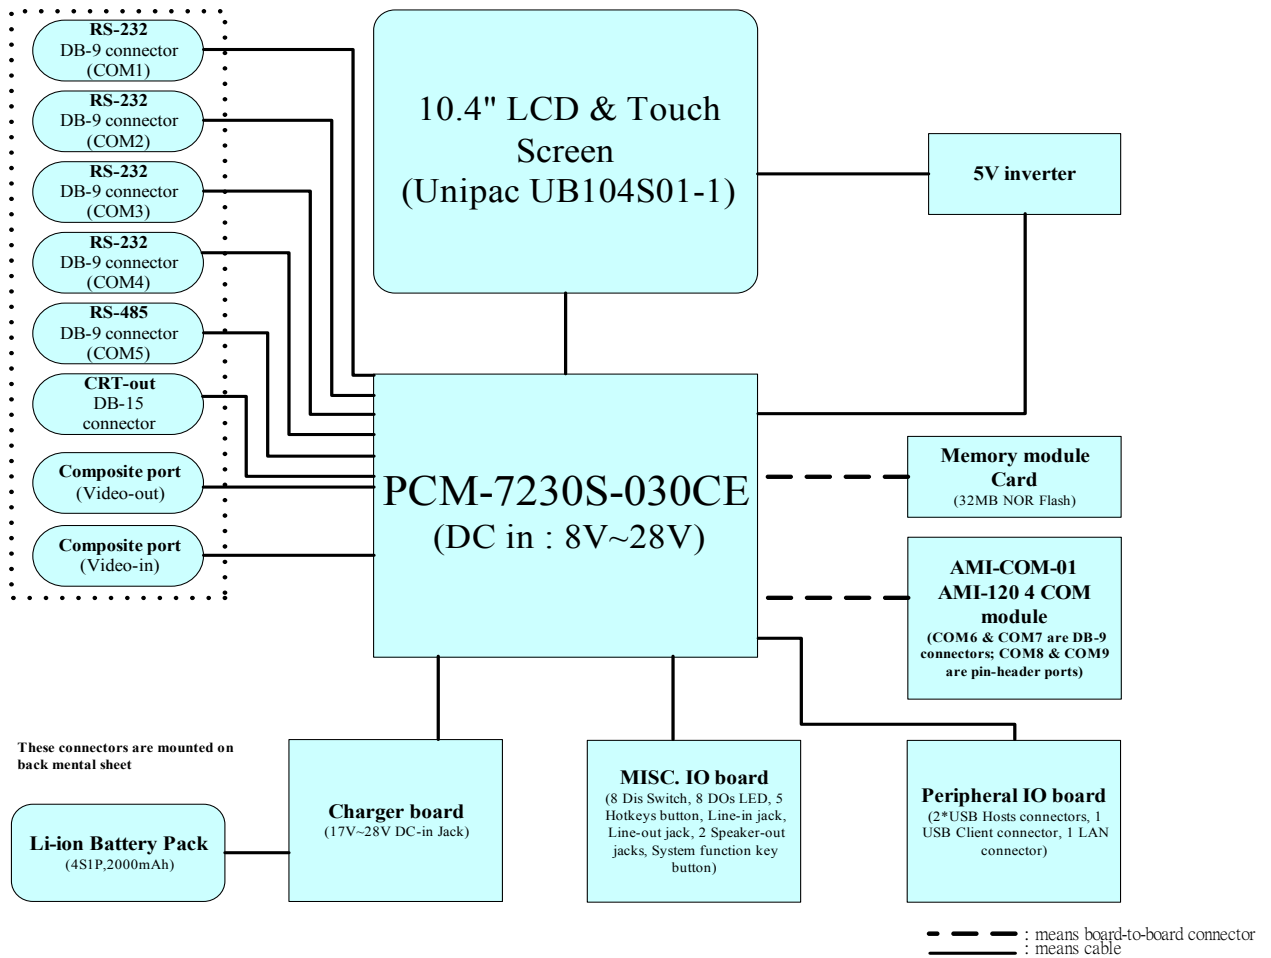 RS-232
DB-9 connector
(COM1)
RS-232
DB-9 connector
(COM2)
RS-232
DB-9 connector
(COM3)
RS-232
DB-9 connector
(COM4)
RS-485
DB-9 connector
(COM5)
CRT-out
DB-15
connector
Composite port
(Video-out)
Composite port
(Video-in)
10.4" LCD & Touch
Screen
(Unipac UB104S01-1)
5V inverter
PCM-7230S-030CE
(DC in : 8V~28V)
Memory module
Card
(32MB NOR Flash)
AMI-COM-01
AMI-120 4 COM
module
(COM6 & COM7 are DB-9
connectors; COM8 & COM9
are pin-header ports)
These connectors are mounted on
back mental sheet
Li-ion Battery Pack
(4S1P,2000mAh)
Charger board
(17V~28V DC-in Jack)
MISC. IO board
(8 Dis Switch, 8 DOs LED, 5
Hotkeys button, Line-in jack,
Line-out jack, 2 Speaker-out
jacks, System function key
button)
Peripheral IO board
(2*USB Hosts connectors, 1
USB Client connector, 1 LAN
connector)
: means board-to-board connector
: means cable